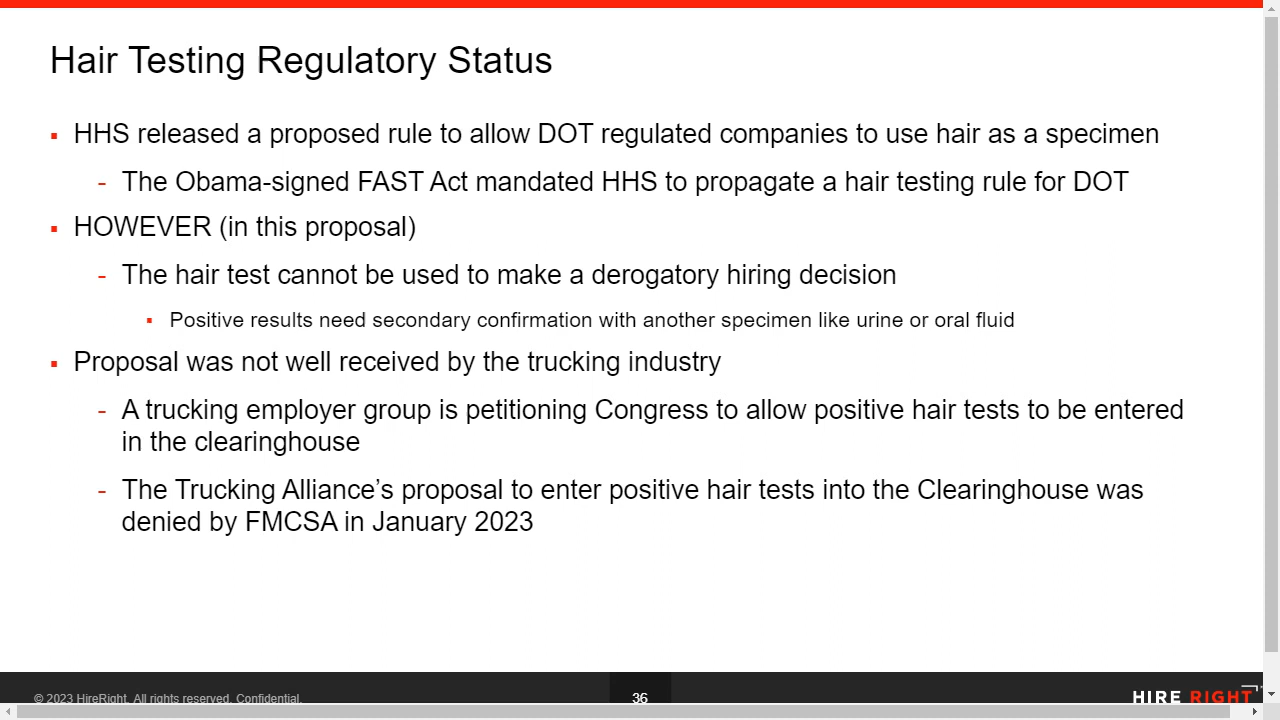 Hair Testing Regulatory Status
▪ HHS released a proposed rule to allow DOT regulated companies to use hair as a specimen
- The Obama-signed FAST Act mandated HHS to propagate a hair testing rule for DOT
▪ HOWEVER (in this proposal)
- The hair test cannot be used to make a derogatory hiring decision
▪ Positive results need secondary confirmation with another specimen like urine or oral fluid
▪ Proposal was not well received by the trucking industry
- A trucking employer group is petitioning Congress to allow positive hair tests to be entered
in the clearinghouse
- The Trucking Alliance’s proposal to enter positive hair tests into the Clearinghouse was
denied by FMCSA in January 2023
© 2023 HireRight. All rights reserved. Confidential.
36
HIRE RIGHT